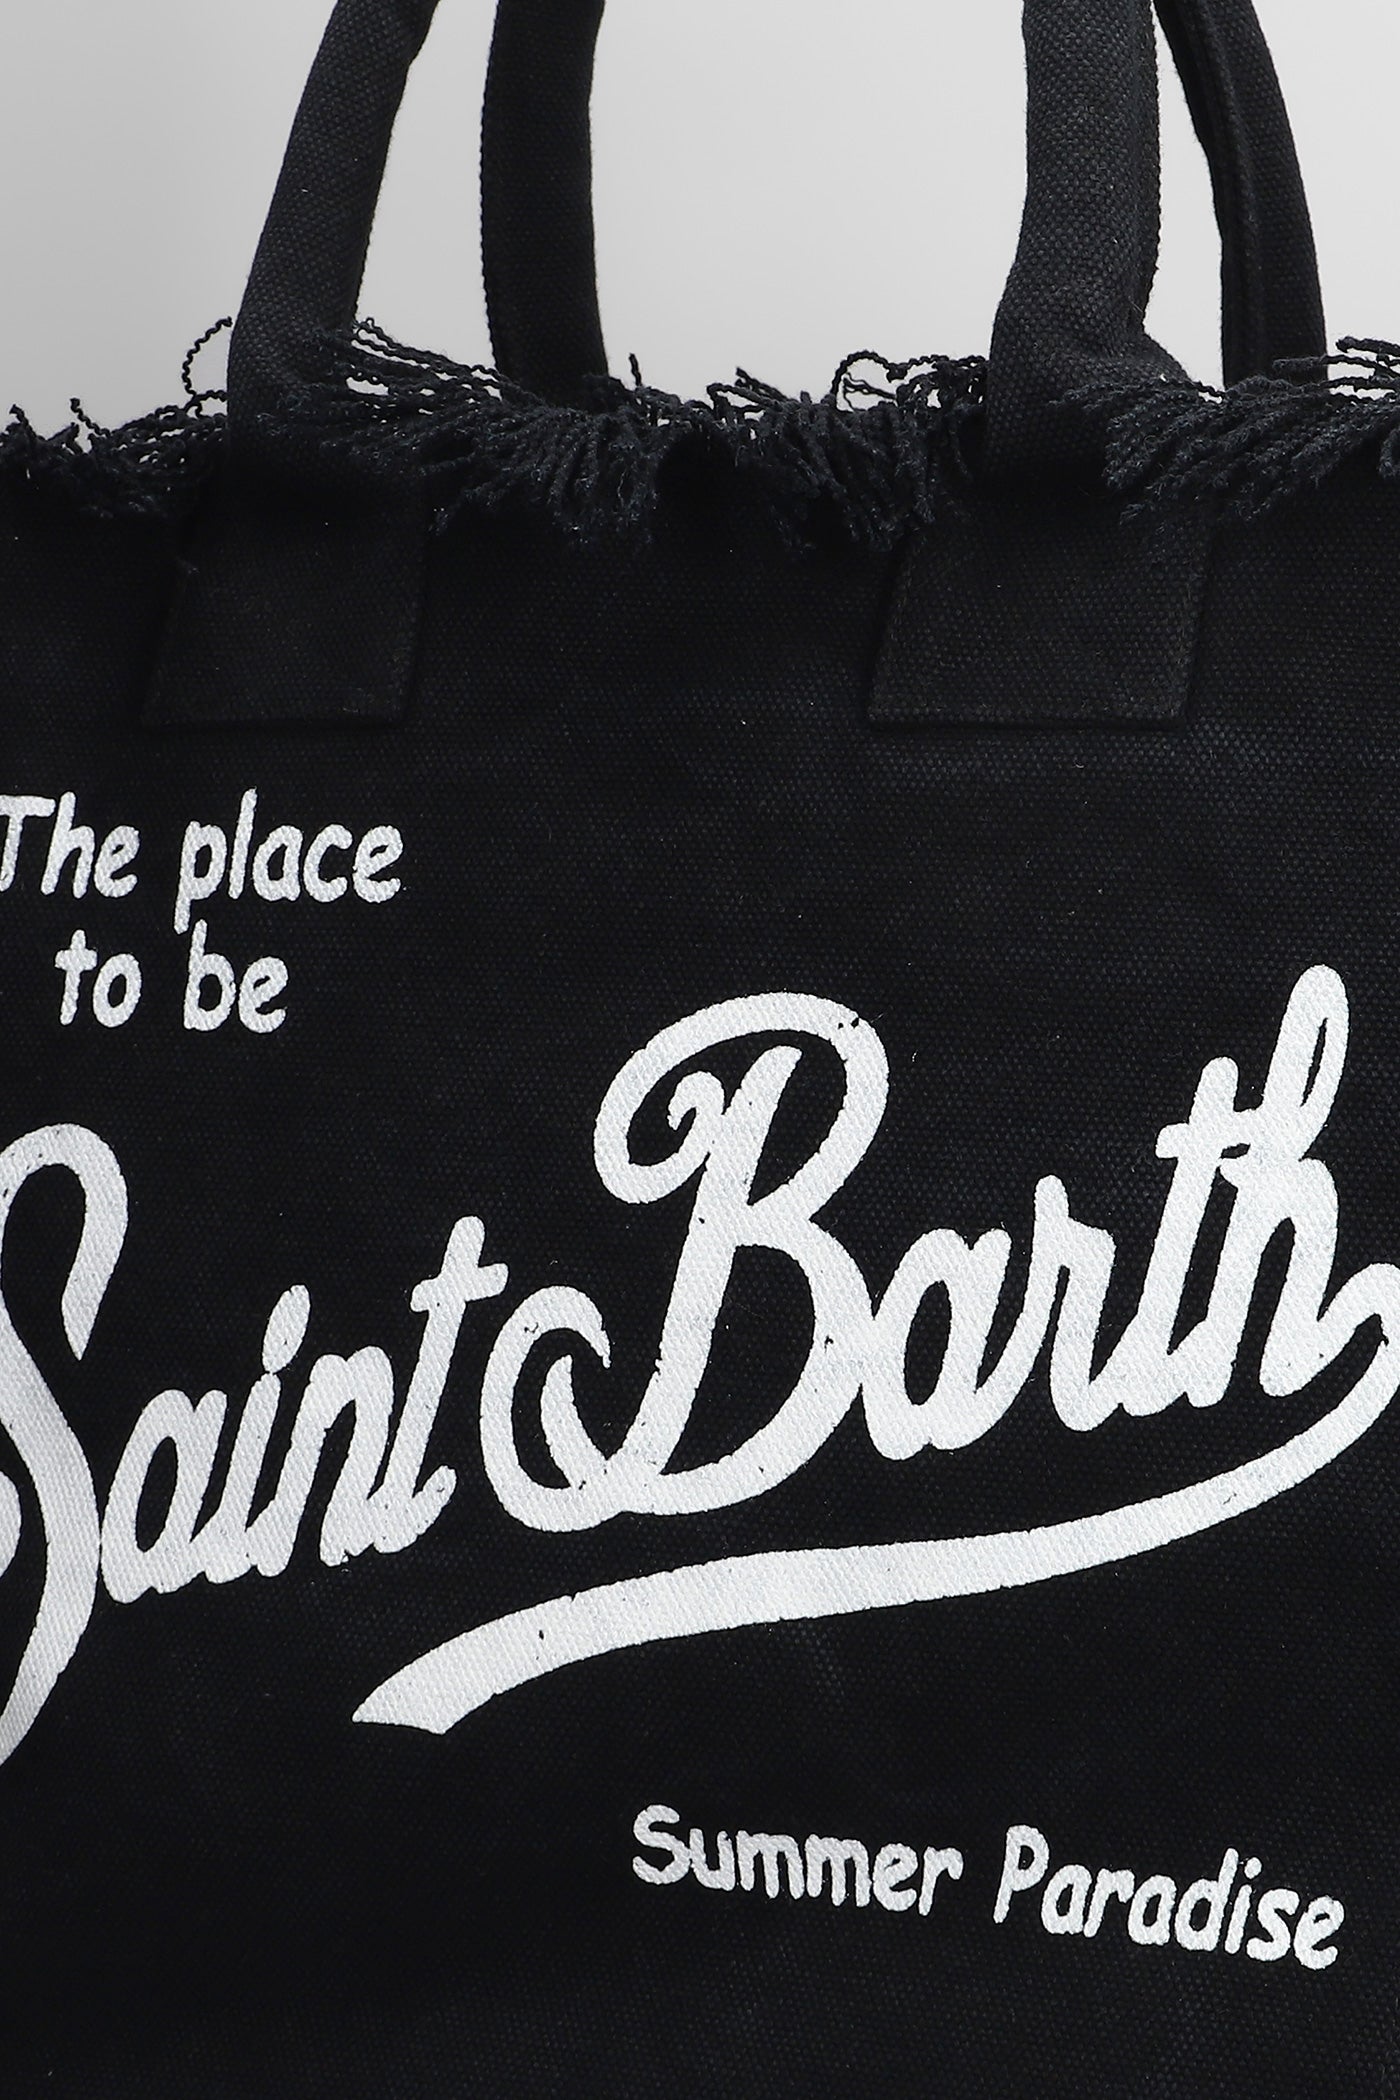 The place
to be
Saint Barth
Summer Paradise